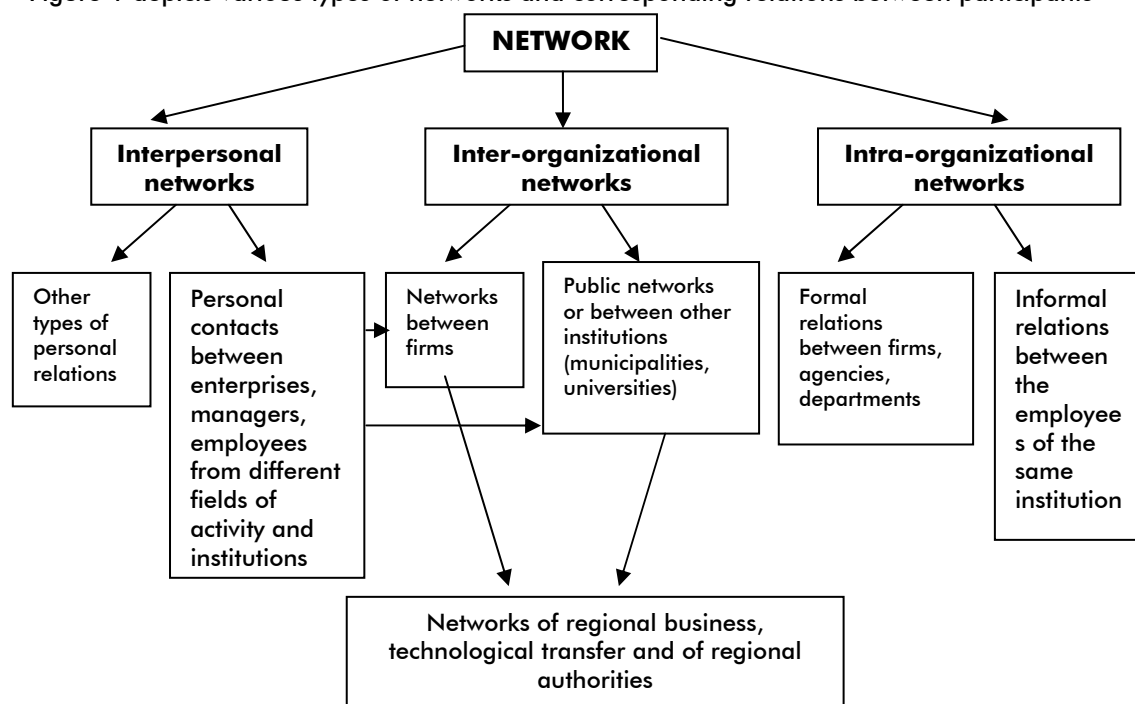 Figure 1 depicts various types of networks and corresponding relations between participants
NETWORK
Interpersonal
networks
Inter-organizational
networks
Intra-organizational
networks
Other
types of
personal
relations
Personal
contacts
between
enterprises,
managers,
employees
from different
fields of
activity and
institutions
Networks
between
firms
Public networks
or between other
institutions
(municipalities,
universities)
Formal
relations
between firms,
agencies,
departments
Informal
relations
between
the
employee
s of the
same
institution
Networks of regional business,
technological transfer and of regional
authorities